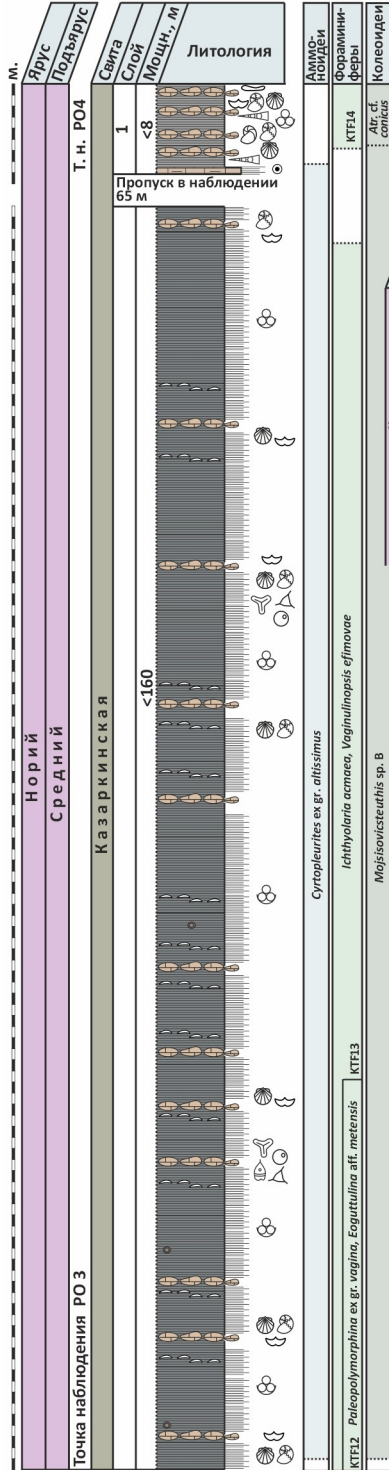 м.
Ярус
Подъярус
Свита
Слой
Мощн., м
Литология
Аммо-
ноидеи
Форамини-
феры
Колеоидеи
Норий
Средний
Т. н. РО4
Точка наблюдения РО 3
Казаркинская
1
<8
<160
Пропуск в наблюдении
65 м
Cyrtopleurites ex gr. altissimus
KTF14
KTF13
Ichthyolaria acmaea, Vaginulinopsis efimovae
KTF12
Paleopolymorphina ex gr. vagina, Eoguttulina aff. metensis
Atr. cf.
conicus
Mojsisovicsteuthis sp. B